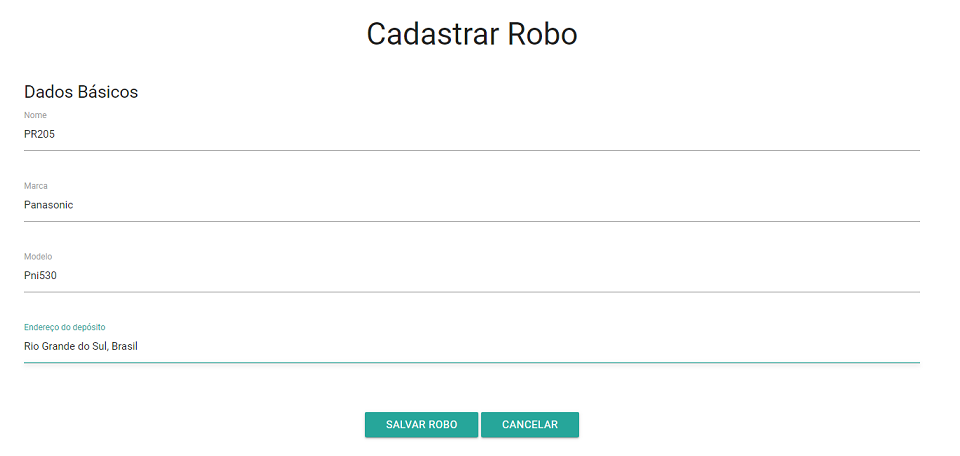 Cadastrar Robo
Dados Básicos
Nome
PR205
Marca
Panasonic
Modelo
Pni530
Endereço do depósito
Rio Grande do Sul, Brasil
SALVAR ROBO CANCELAR